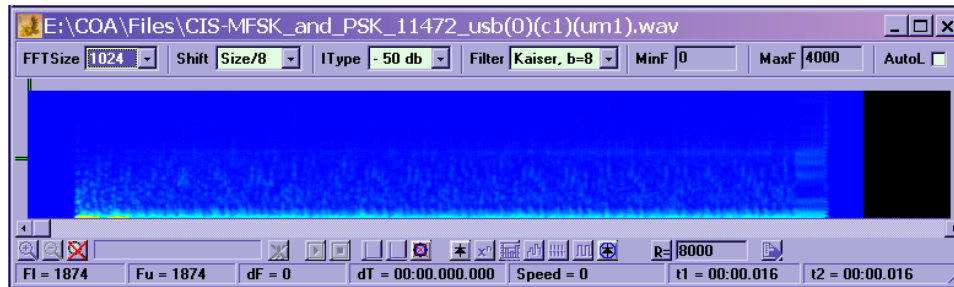 E:\COA\Files\CIS-MFSK_and_PSK_11472_usb(0)(c1)(um1).wav
FFTSize 1024 Shift Size/8 IType - 50 db Filter Kaiser, b=8 MinF 0 MaxF 4000 AutoL
R= 8000
Fl = 1874 Fu = 1874 dF = 0 dT = 00:00.000.000 Speed = 0 t1 = 00:00.016 t2 = 00:00.016